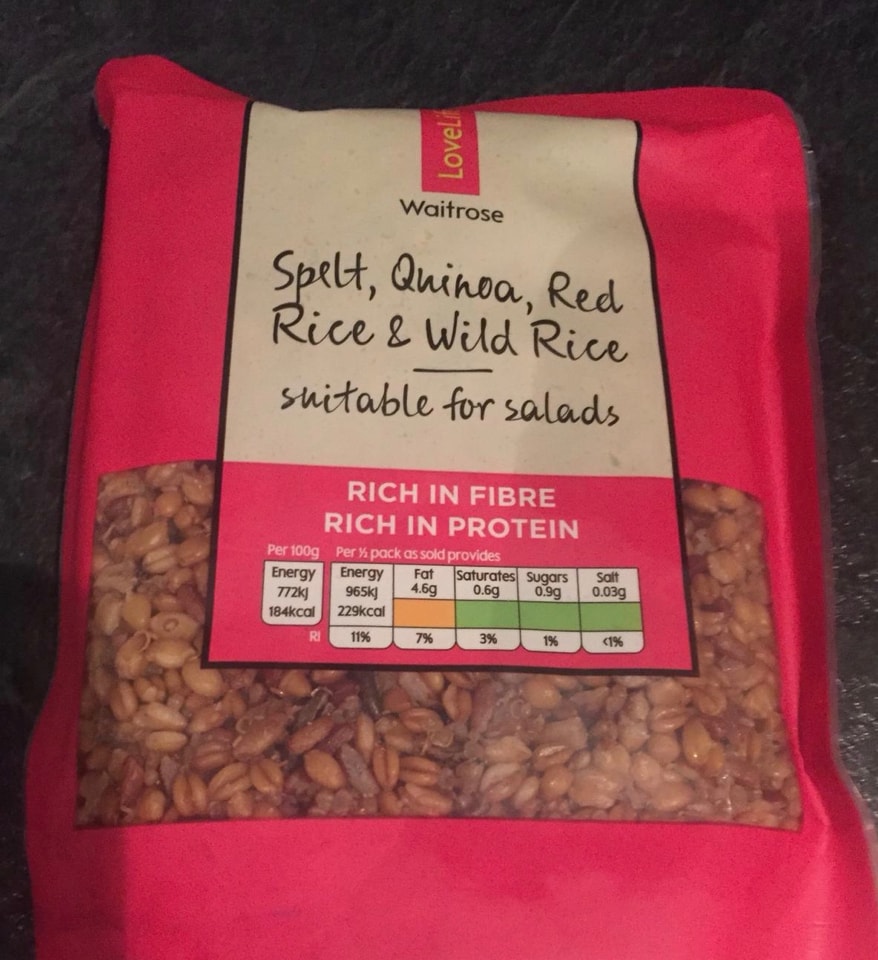 Waitrose
Spelt, Quinoa, Red
Rice & Wild Rice
suitable for salads
RICH IN FIBRE
RICH IN PROTEIN
Per 100g Per ½ pack as sold provides
Energy Energy Fat Saturates Sugars Salt
772kJ 965kJ 4.6g 0.6g 0.9g 0.03g
184kcal 229kcal
RI 11% 7% 3% 1% <1%